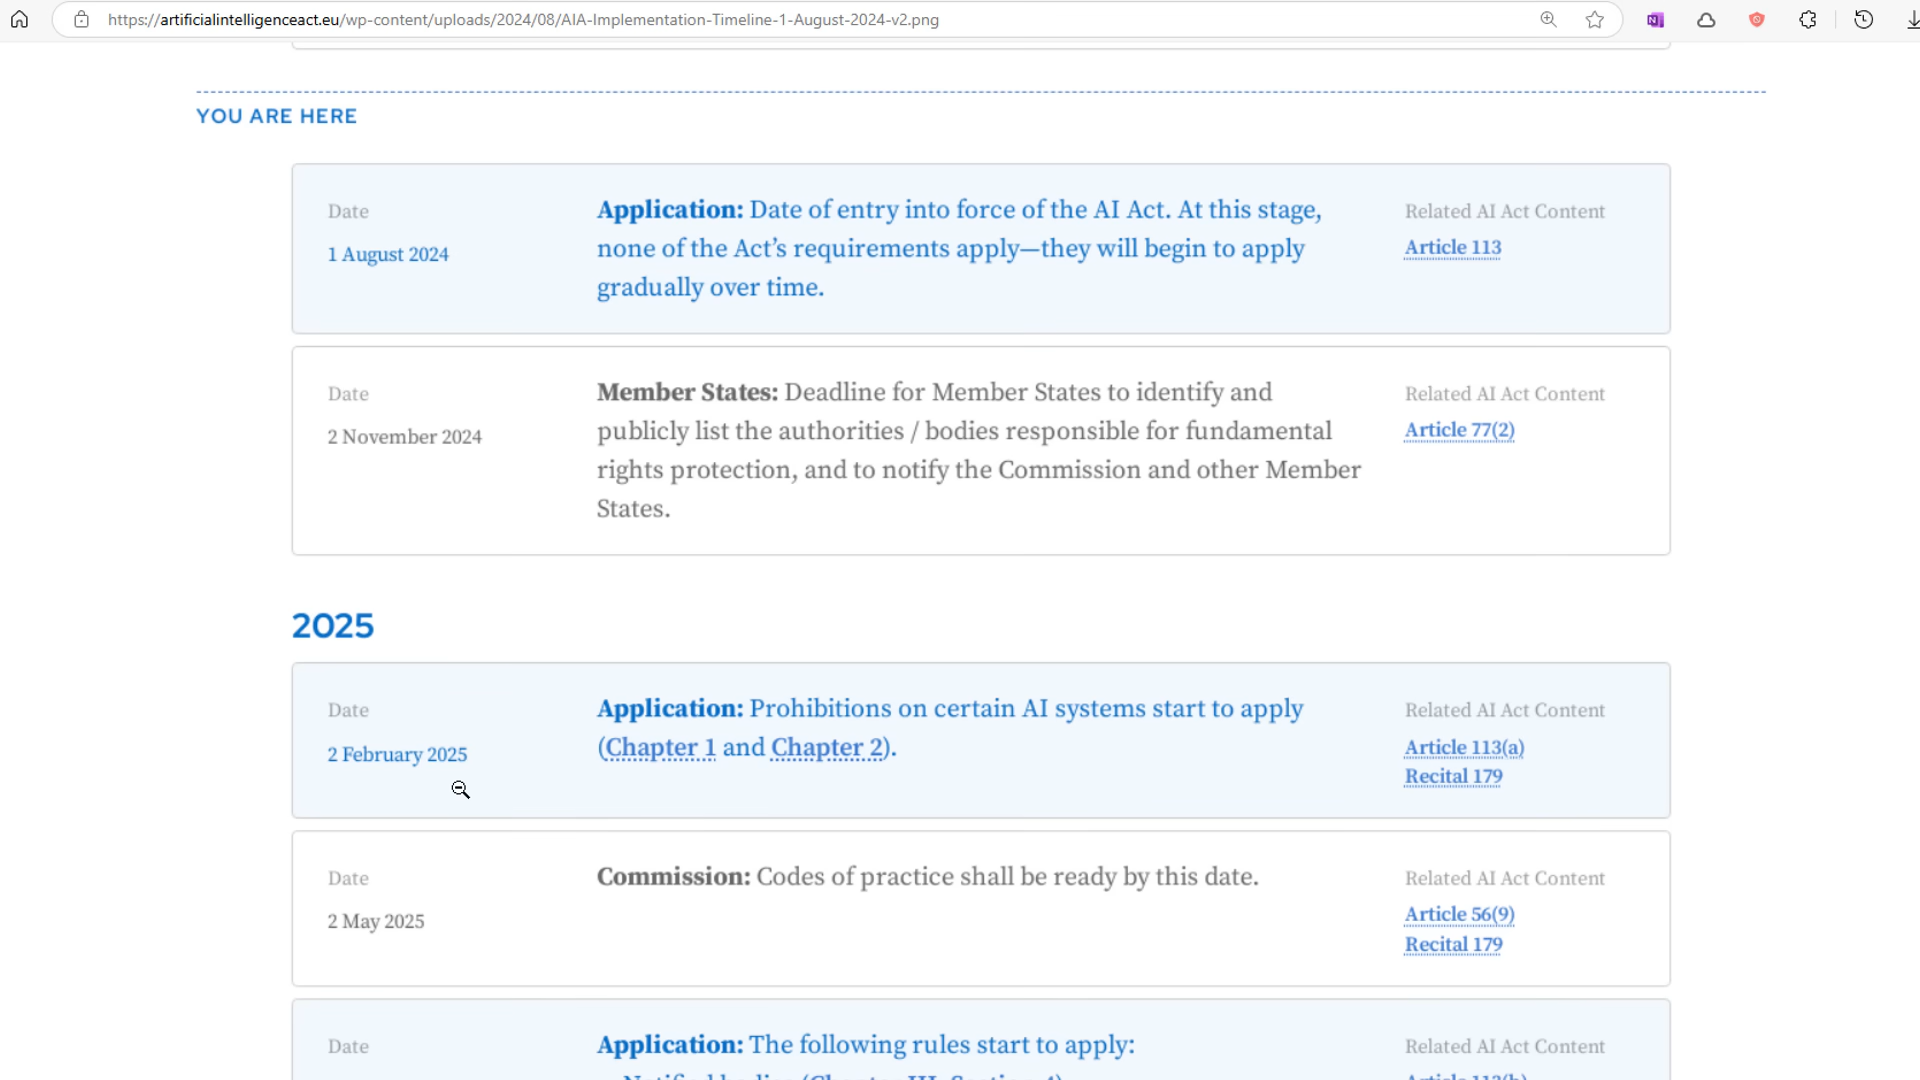 https://artificialintelligenceact.eu/wp-content/uploads/2024/08/AIA-Implementation-Timeline-1-August-2024-v2.png
YOU ARE HERE
Date
1 August 2024
Application: Date of entry into force of the AI Act. At this stage,
none of the Act’s requirements apply—they will begin to apply
gradually over time.
Related AI Act Content
Article 113
Date
2 November 2024
Member States: Deadline for Member States to identify and
publicly list the authorities / bodies responsible for fundamental
rights protection, and to notify the Commission and other Member
States.
Related AI Act Content
Article 77(2)
2025
Date
2 February 2025
Application: Prohibitions on certain AI systems start to apply
(Chapter 1 and Chapter 2).
Related AI Act Content
Article 113(a)
Recital 179
Date
2 May 2025
Commission: Codes of practice shall be ready by this date.
Related AI Act Content
Article 56(9)
Recital 179
Date
Application: The following rules start to apply:
Related AI Act Content